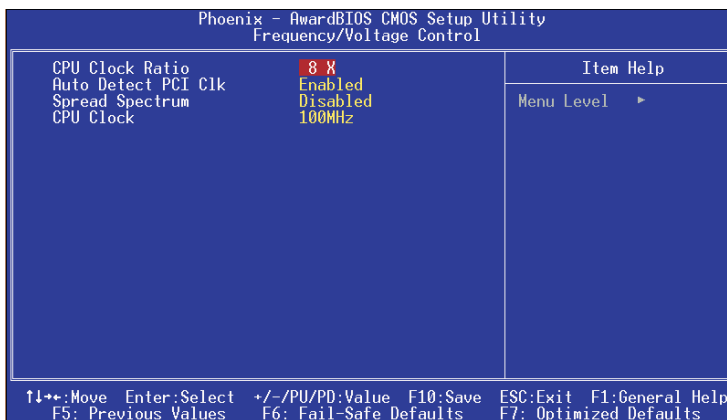 Phoenix - AwardBIOS CMOS Setup Utility
Frequency/Voltage Control
CPU Clock Ratio 8 X
Auto Detect PCI Clk Enabled
Spread Spectrum Disabled
CPU Clock 100MHz
Item Help
Menu Level ►
↑↓→←:Move Enter:Select +/-/PU/PD:Value F10:Save ESC:Exit F1:General Help
F5: Previous Values F6: Fail-Safe Defaults F7: Optimized Defaults